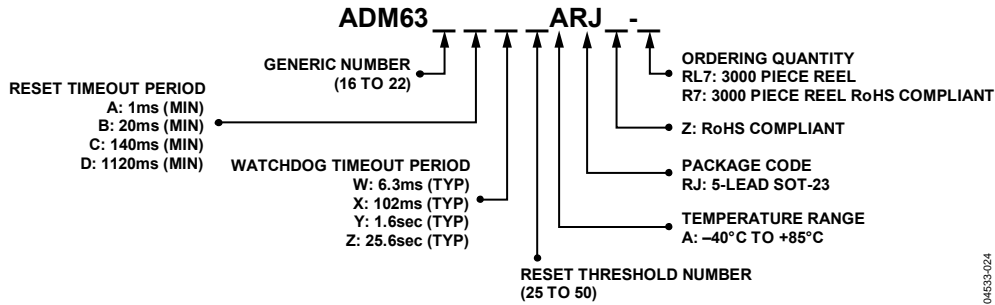 ADM63_ _ _ _ARJ_-_
GENERIC NUMBER
(16 TO 22)
RESET TIMEOUT PERIOD
A: 1ms (MIN)
B: 20ms (MIN)
C: 140ms (MIN)
D: 1120ms (MIN)
WATCHDOG TIMEOUT PERIOD
W: 6.3ms (TYP)
X: 102ms (TYP)
Y: 1.6sec (TYP)
Z: 25.6sec (TYP)
ORDERING QUANTITY
RL7: 3000 PIECE REEL
R7: 3000 PIECE REEL RoHS COMPLIANT
Z: RoHS COMPLIANT
PACKAGE CODE
RJ: 5-LEAD SOT-23
TEMPERATURE RANGE
A: –40°C TO +85°C
RESET THRESHOLD NUMBER
(25 TO 50)
04533-024